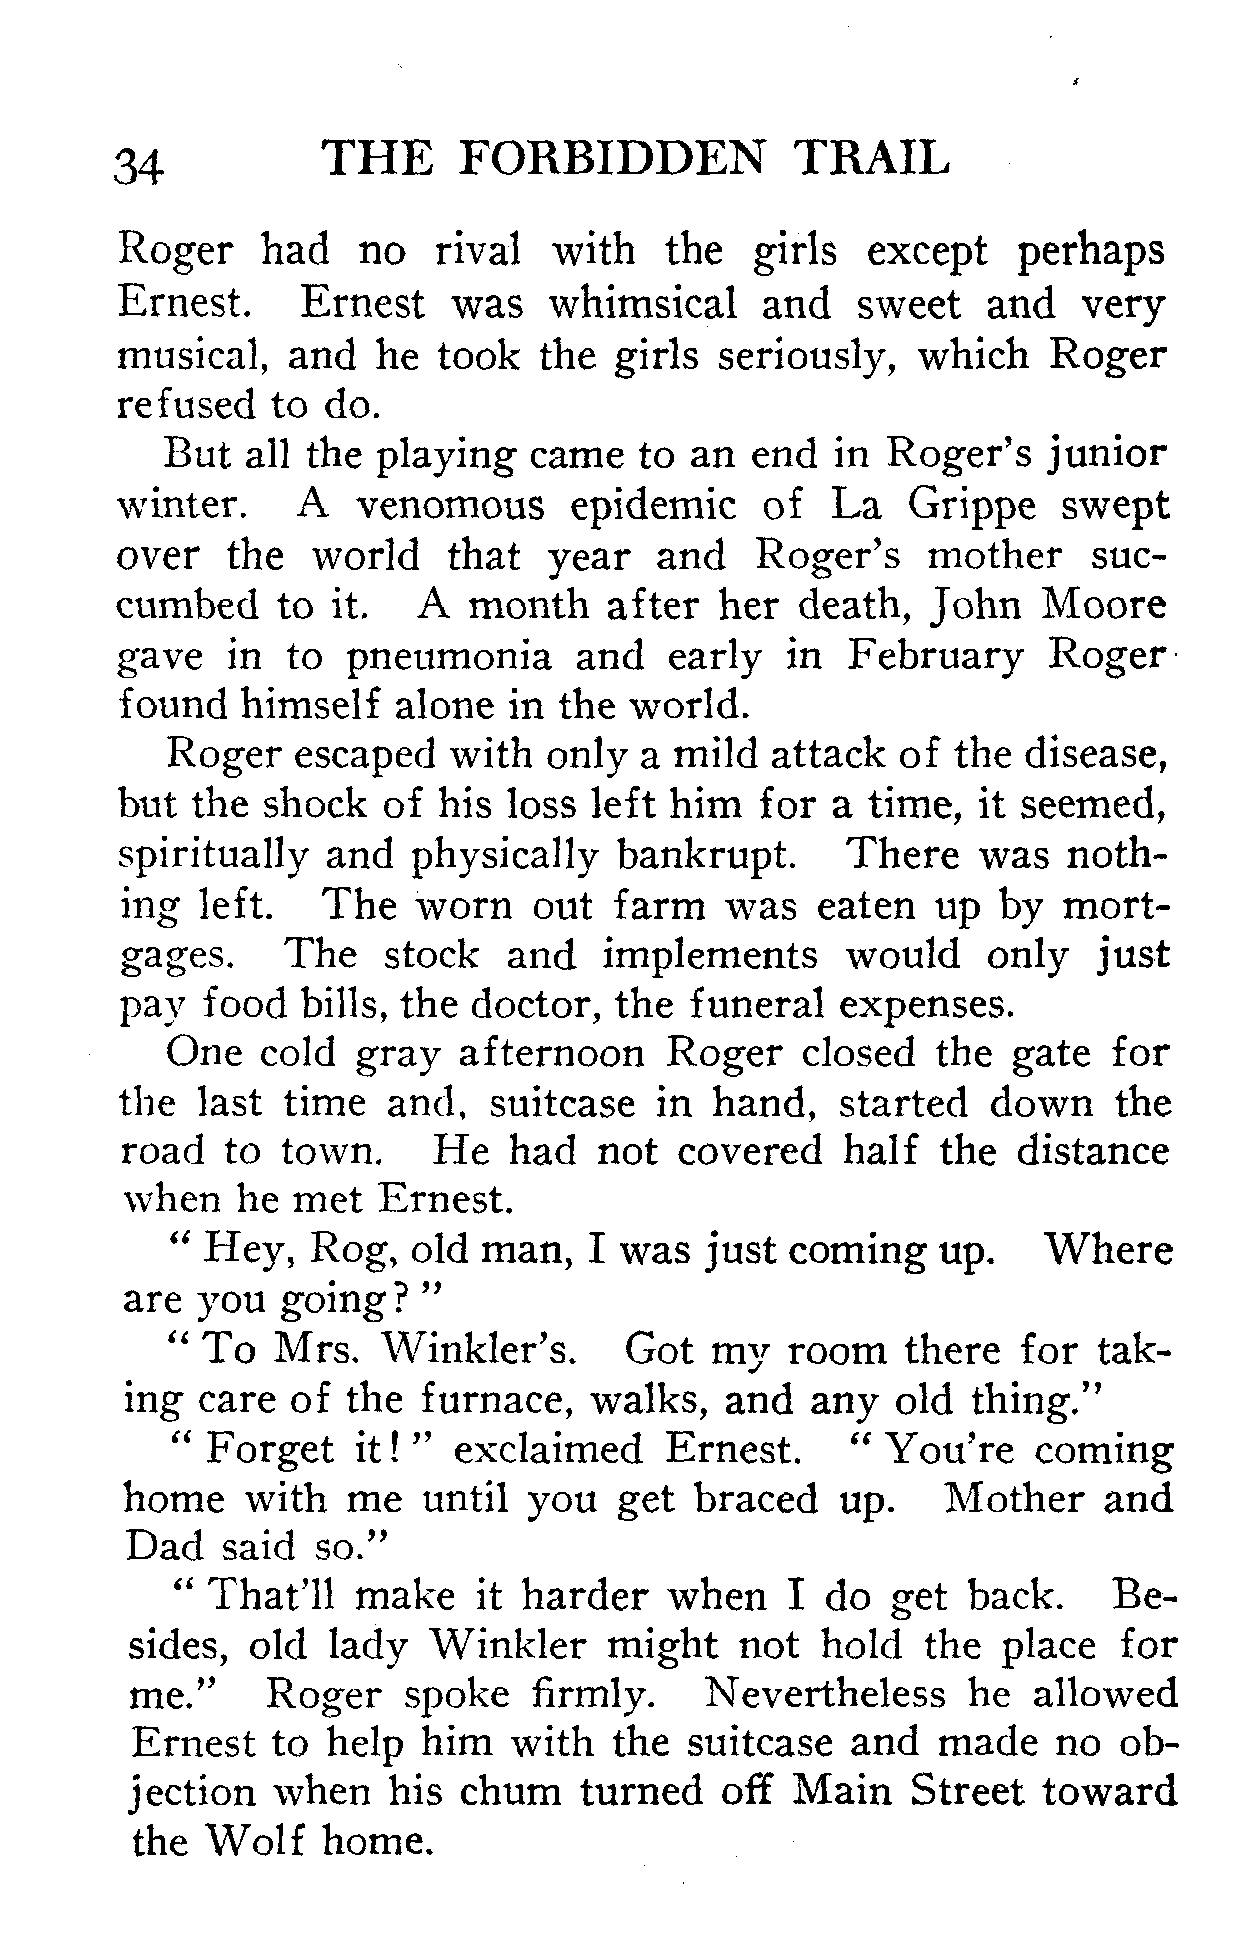 34 THE FORBIDDEN TRAIL
Roger had no rival with the girls except perhaps
Ernest. Ernest was whimsical and sweet and very
musical, and he took the girls seriously, which Roger
refused to do.
But all the playing came to an end in Roger's junior
winter. A venomous epidemic of La Grippe swept
over the world that year and Roger's mother suc-
cumbed to it. A month after her death, John Moore
gave in to pneumonia and early in February Roger
found himself alone in the world.
Roger escaped with only a mild attack of the disease,
but the shock of his loss left him for a time, it seemed,
spiritually and physically bankrupt. There was noth-
ing left. The worn out farm was eaten up by mort-
gages. The stock and implements would only just
pay food bills, the doctor, the funeral expenses.
One cold gray afternoon Roger closed the gate for
the last time and, suitcase in hand, started down the
road to town. He had not covered half the distance
when he met Ernest.
" Hey, Rog, old man, I was just coming up. Where
are you going? "
" To Mrs. Winkler's. Got my room there for tak-
ing care of the furnace, walks, and any old thing."
" Forget it! " exclaimed Ernest. " You're coming
home with me until you get braced up. Mother and
Dad said so."
" That'll make it harder when I do get back. Be-
sides, old lady Winkler might not hold the place for
me." Roger spoke firmly. Nevertheless he allowed
Ernest to help him with the suitcase and made no ob-
jection when his chum turned off Main Street toward
the Wolf home.